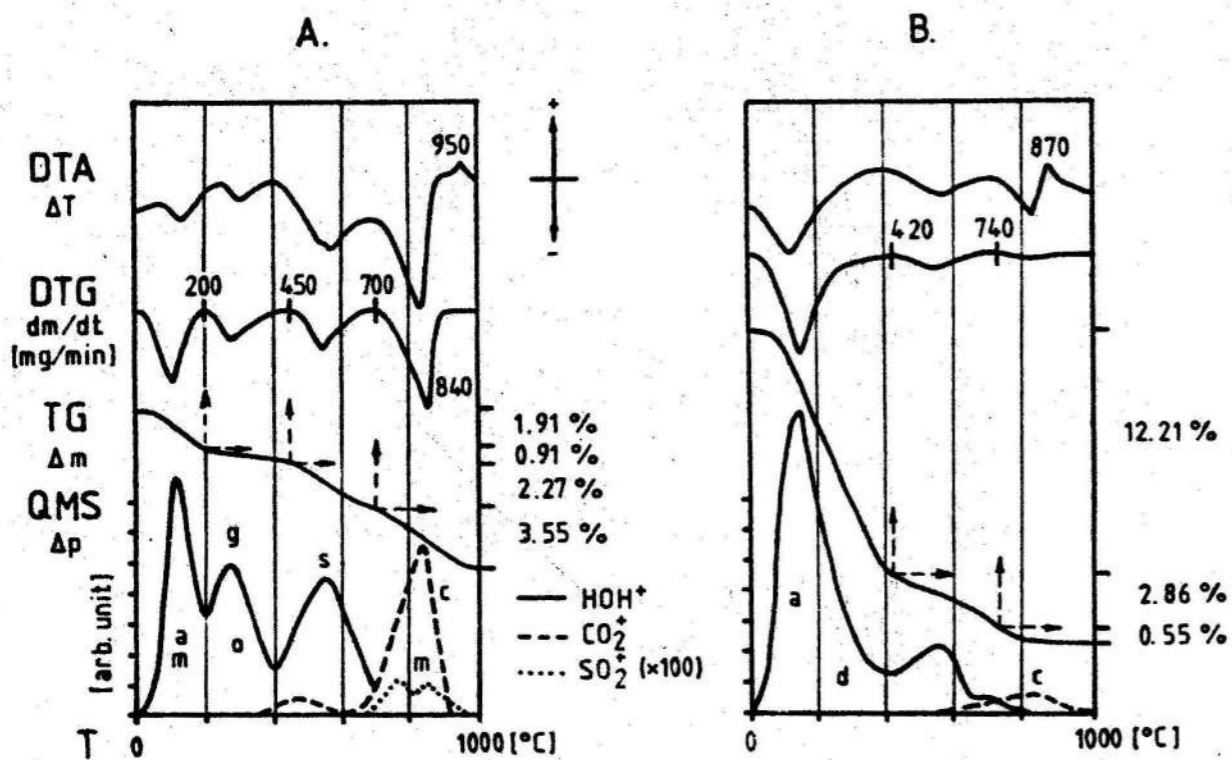 A.
B.
DTA
ΔT
950
870
+
-
DTG
dm/dt
[mg/min]
200
450
700
840
420
740
TG
Δm
1.91 %
0.91 %
2.27 %
3.55 %
12.21 %
2.86 %
0.55 %
QMS
Δp
[arb. unit]
a
m
g
o
s
c
m
HOH⁺
CO₂⁺
SO₂⁺ (×100)
a
d
c
T
0
1000 [°C]
0
1000 [°C]